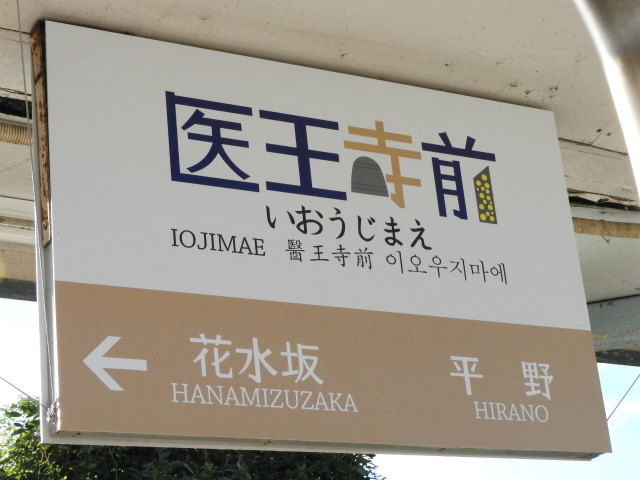 医王寺前
いおうじまえ
IOJIMAE 醫王寺前 이오우지마에
← 花水坂 平野
HANAMIZUZAKA HIRANO